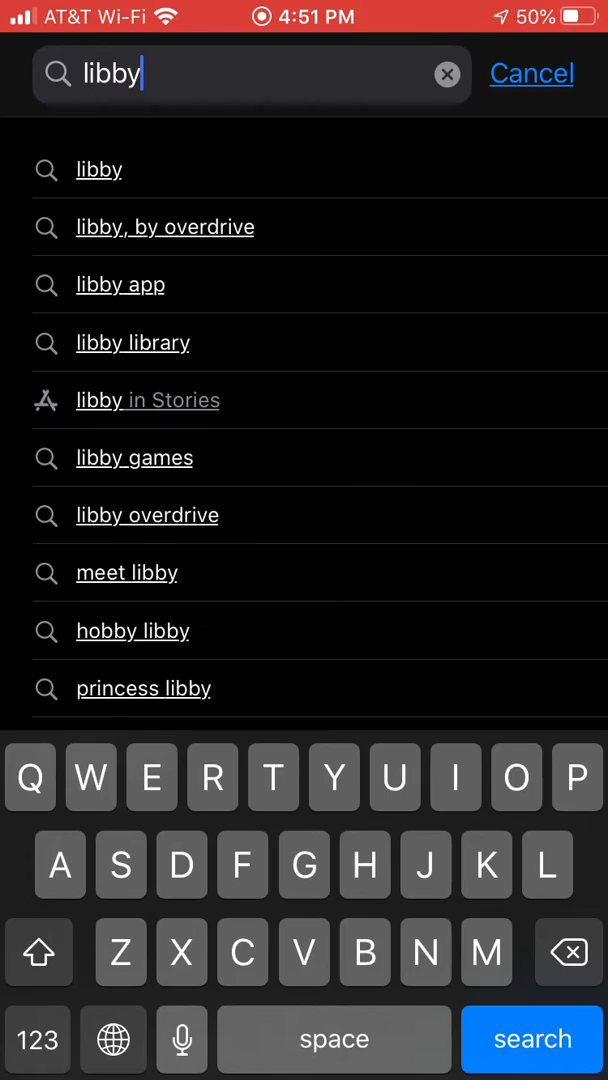 AT&T Wi-Fi 4:51 PM 50%
libby Cancel
libby
libby, by overdrive
libby app
libby library
libby in Stories
libby games
libby overdrive
meet libby
hobby libby
princess libby
Q W E R T Y U I O P
A S D F G H J K L
Z X C V B N M
123 space search